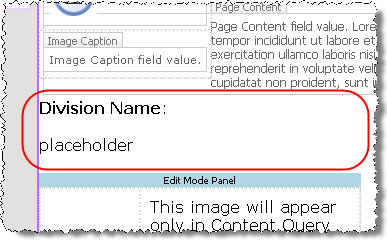 Page Content
Page Content field value. Lore
tempor incididunt ut labore et
Image Caption
exercitation ullamco laboris nisi
Image Caption field value.
reprehenderit in voluptate vel
cupidatat non proident, sunt i
Division Name:
placeholder
Edit Mode Panel
This image will appear
only in Content Query